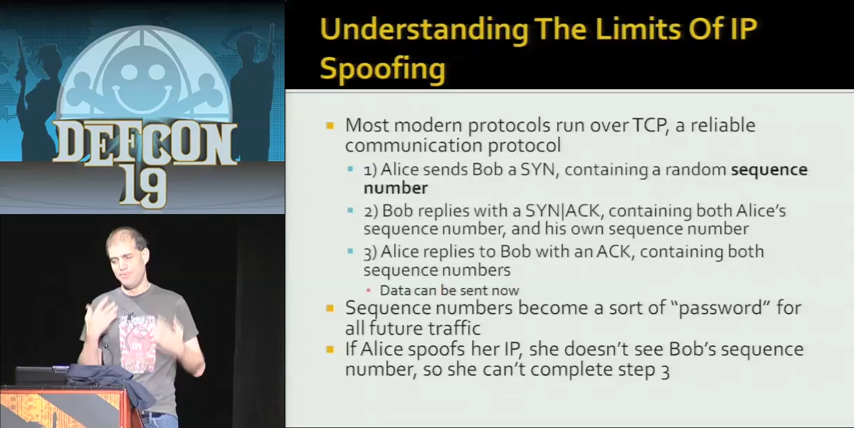 DEFCON
19
Understanding The Limits Of IP
Spoofing
Most modern protocols run over TCP, a reliable
communication protocol
1) Alice sends Bob a SYN, containing a random sequence
number
2) Bob replies with a SYN|ACK, containing both Alice's
sequence number, and his own sequence number
3) Alice replies to Bob with an ACK, containing both
sequence numbers
Data can be sent now
Sequence numbers become a sort of “password” for
all future traffic
If Alice spoofs her IP, she doesn't see Bob's sequence
number, so she can't complete step 3